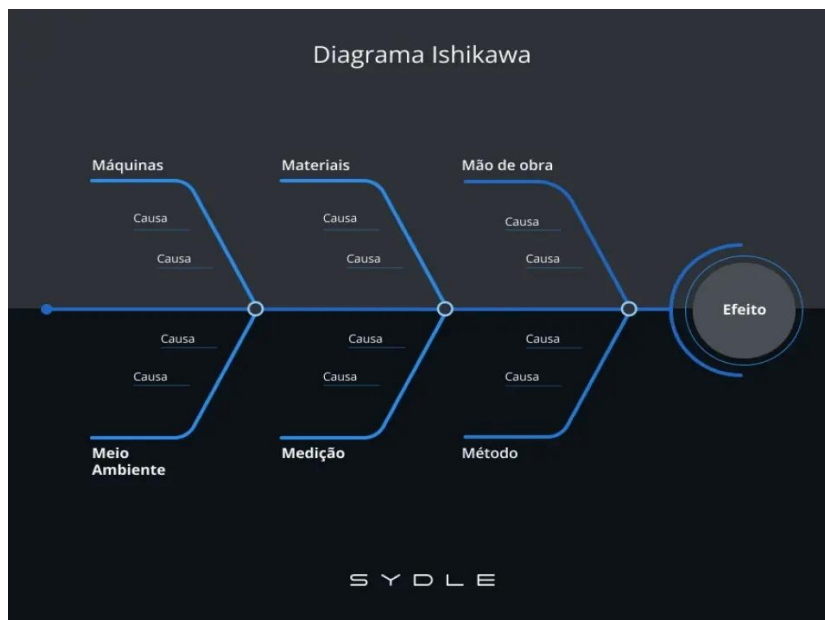 Diagrama Ishikawa
Máquinas
Materiais
Mão de obra
Causa
Causa
Causa
Causa
Causa
Causa
Efeito
Causa
Causa
Causa
Causa
Causa
Causa
Meio
Ambiente
Medição
Método
SYDLE